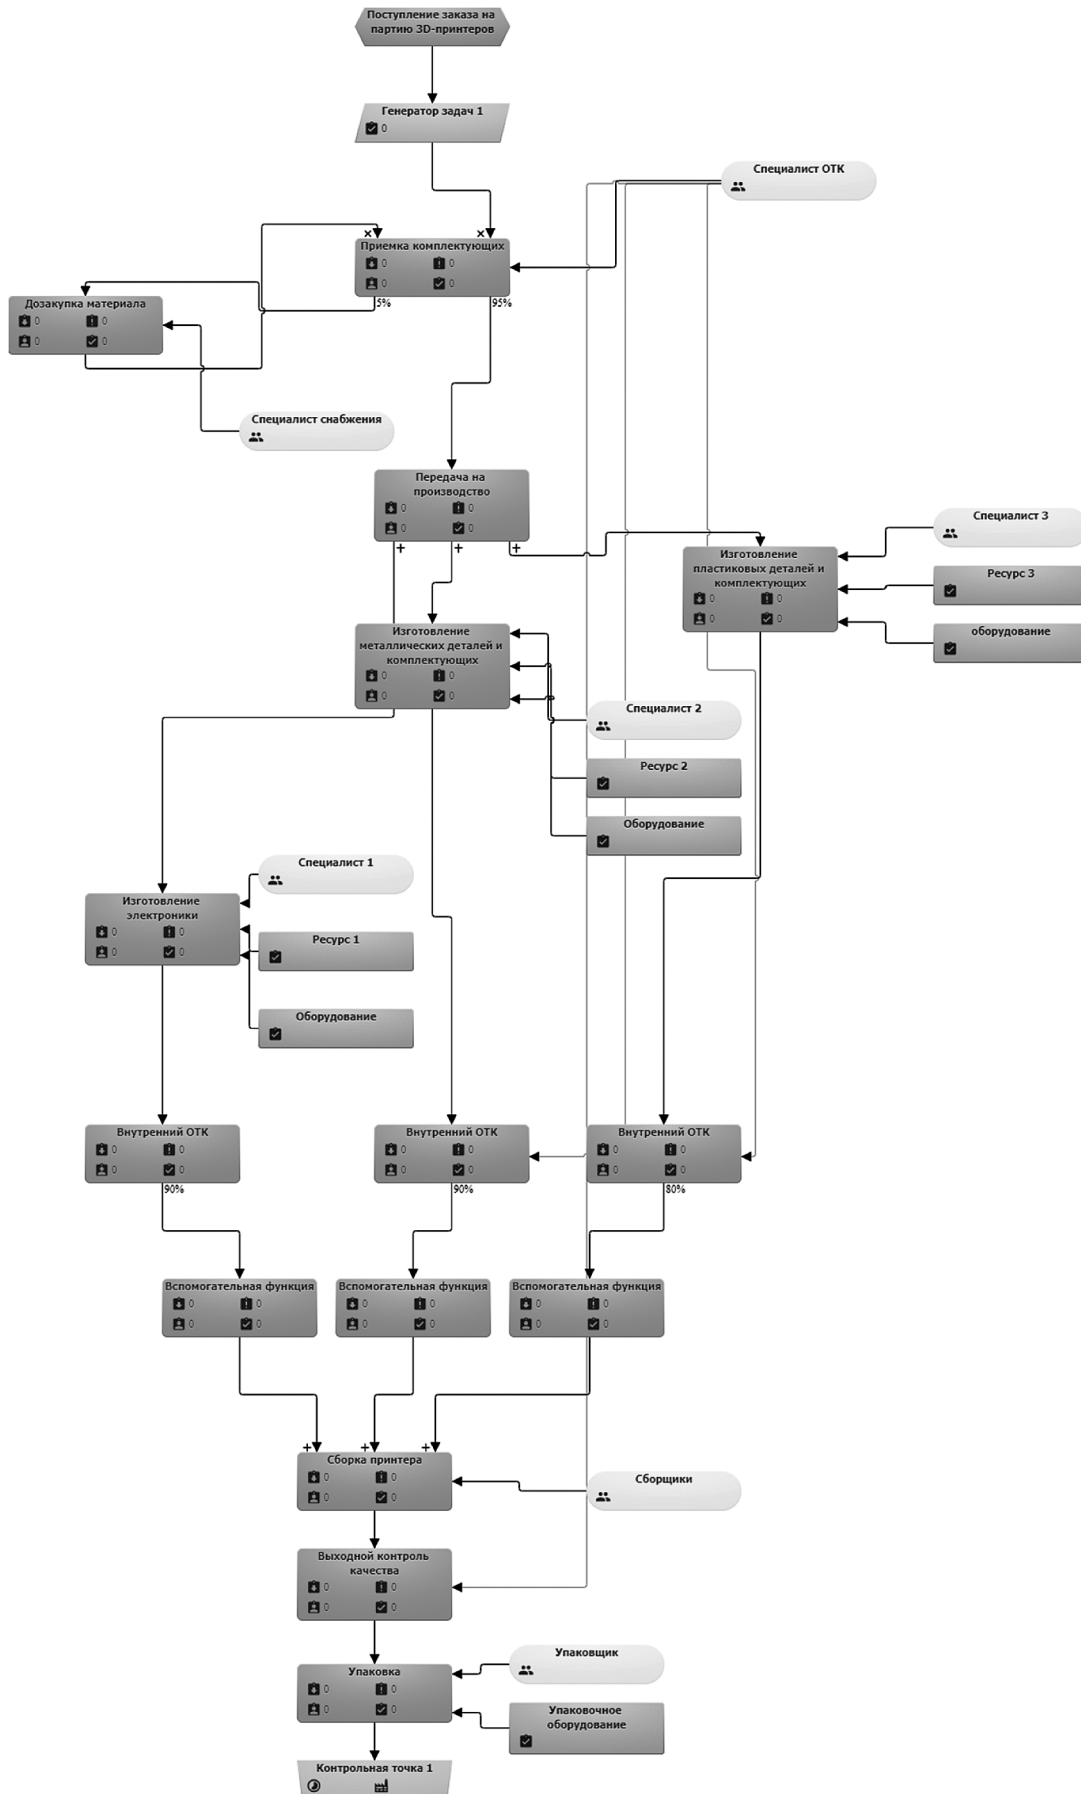 Поступление заказа на
партию 3D-принтеров
Генератор задач 1
0
Специалист ОТК
Приемка комплектующих
0 0
0 0
5% 95%
Дозакупка материала
0 0
0 0
Специалист снабжения
Передача на
производство
0 0
0 0
Специалист 3
Изготовление
пластиковых деталей и
комплектующих
0 0
0 0
Ресурс 3
оборудование
Изготовление
металлических деталей и
комплектующих
0 0
0 0
Специалист 2
Ресурс 2
Оборудование
Специалист 1
Изготовление
электроники
0 0
0 0
Ресурс 1
Оборудование
Внутренний ОТК
0 0
0 0
90%
Внутренний ОТК
0 0
0 0
90%
Внутренний ОТК
0 0
0 0
80%
Вспомогательная функция
0 0
0 0
Вспомогательная функция
0 0
0 0
Вспомогательная функция
0 0
0 0
Сборка принтера
0 0
0 0
Сборщики
Выходной контроль
качества
0 0
0 0
Упаковка
0 0
0 0
Упаковщик
Упаковочное
оборудование
Контрольная точка 1